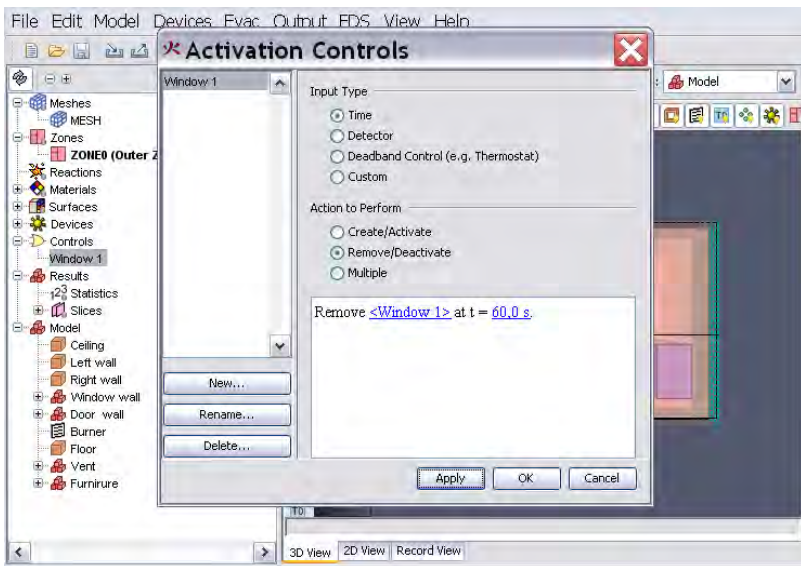 File Edit Model Devices Evac Output FDS View Help
Activation Controls
Window 1
Input Type
Time
Detector
Deadband Control (e.g. Thermostat)
Custom
Action to Perform
Create/Activate
Remove/Deactivate
Multiple
Remove <Window 1> at t = 60,0 s.
New...
Rename...
Delete...
Apply OK Cancel
Model
Meshes
MESH
Zones
ZONE0 (Outer Z
Reactions
Materials
Surfaces
Devices
Controls
Window 1
Results
Statistics
Slices
Model
Ceiling
Left wall
Right wall
Window wall
Door wall
Burner
Floor
Vent
Furnirure
3D View 2D View Record View